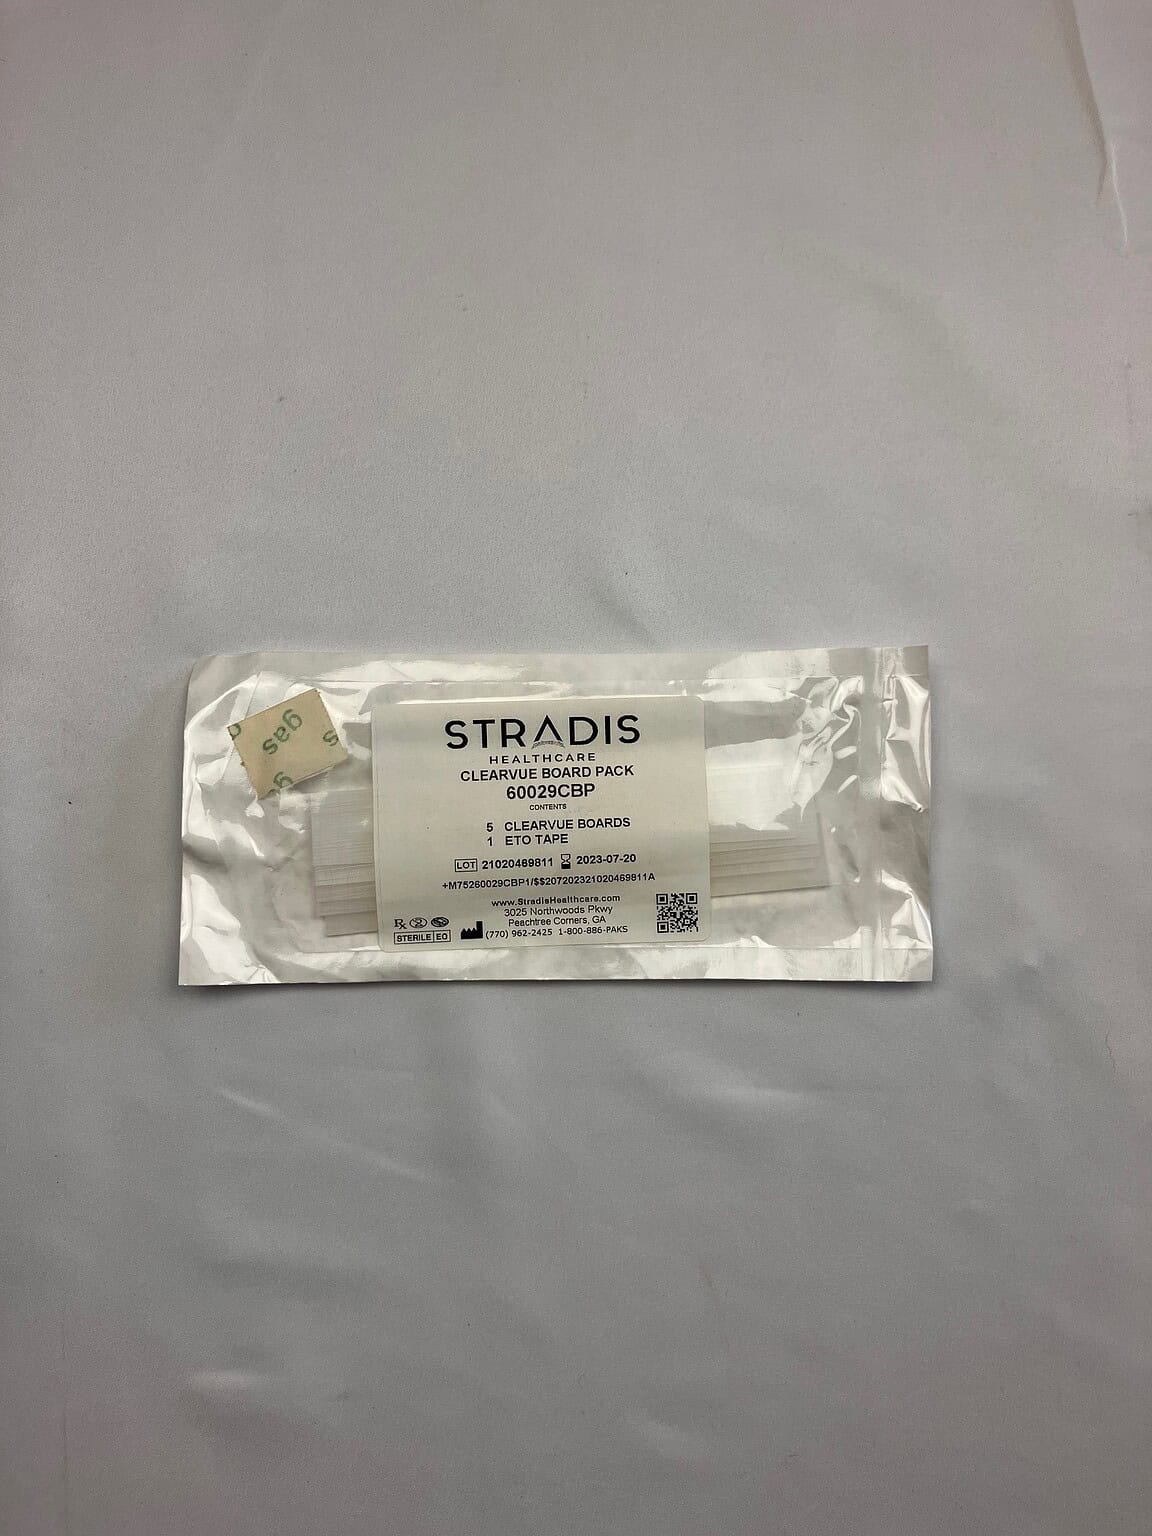 gas
STRADIS
HEALTHCARE
CLEARVUE BOARD PACK
60029CBP
CONTENTS
5 CLEARVUE BOARDS
1 ETO TAPE
LOT 21020469811 2023-07-20
+M75260029CBP1/$$207202321020469811A
www.StradisHealthcare.com
3025 Northwoods Pkwy
Peachtree Corners, GA
(770) 962-2425 1-800-886-PAKS
Rx
STERILE EO